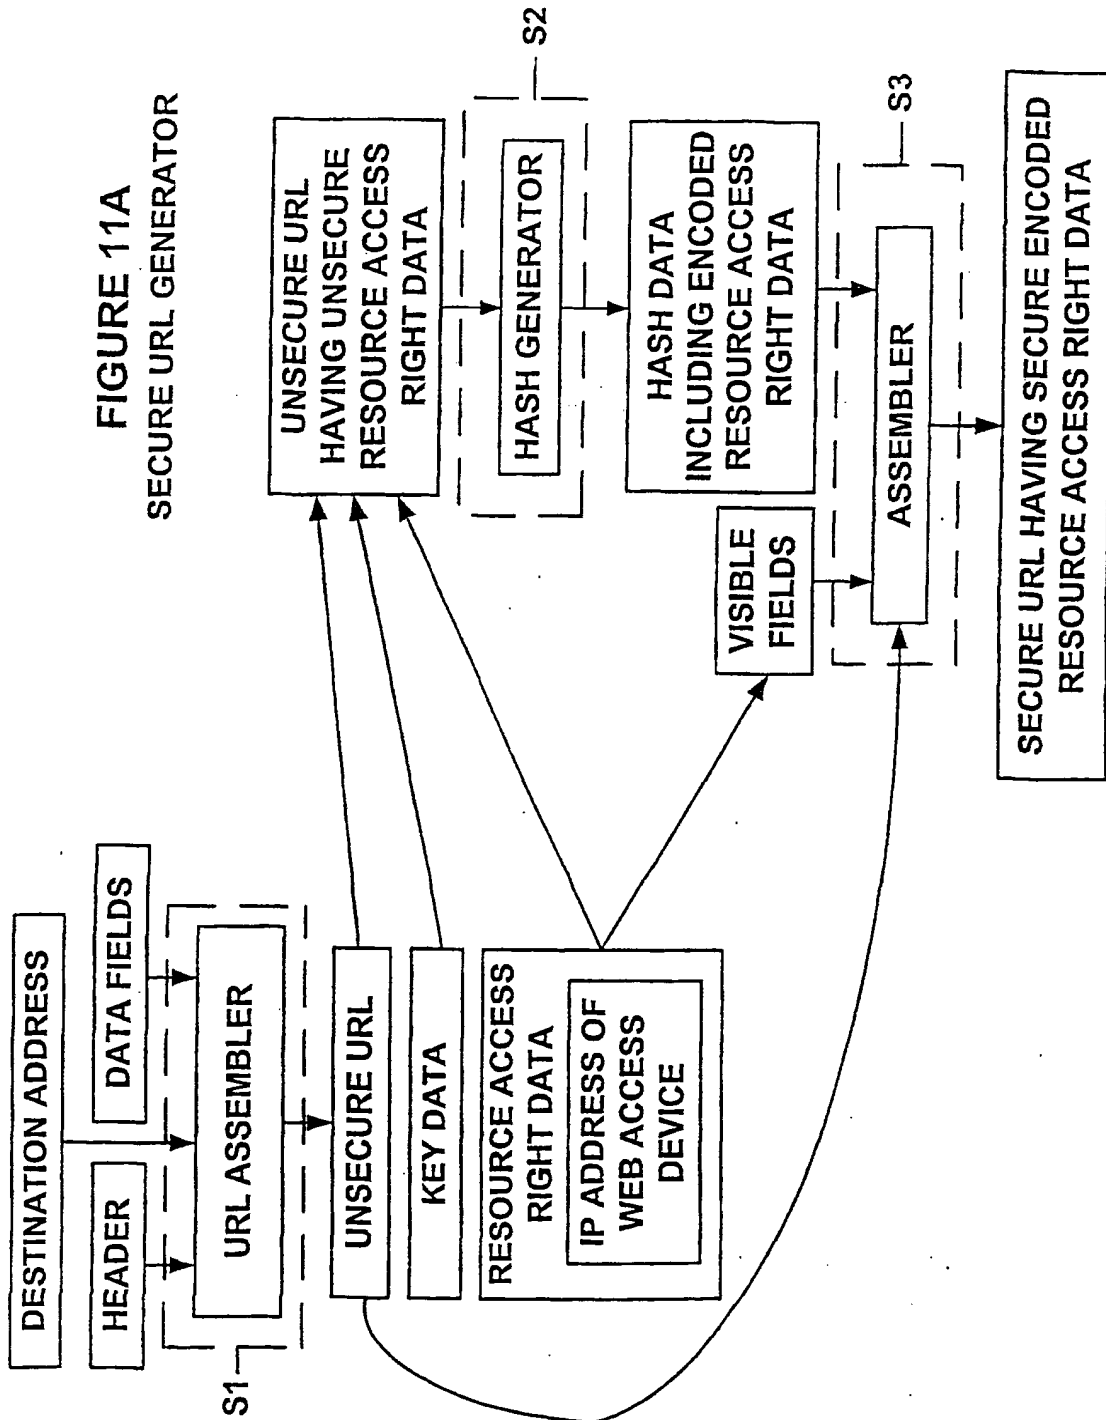 FIGURE 11A
SECURE URL GENERATOR
DESTINATION ADDRESS
HEADER
DATA FIELDS
S1
URL ASSEMBLER
UNSECURE URL
KEY DATA
RESOURCE ACCESS
RIGHT DATA
IP ADDRESS OF
WEB ACCESS
DEVICE
UNSECURE URL
HAVING UNSECURE
RESOURCE ACCESS
RIGHT DATA
S2
HASH GENERATOR
HASH DATA
INCLUDING ENCODED
RESOURCE ACCESS
RIGHT DATA
VISIBLE
FIELDS
S3
ASSEMBLER
SECURE URL HAVING SECURE ENCODED
RESOURCE ACCESS RIGHT DATA